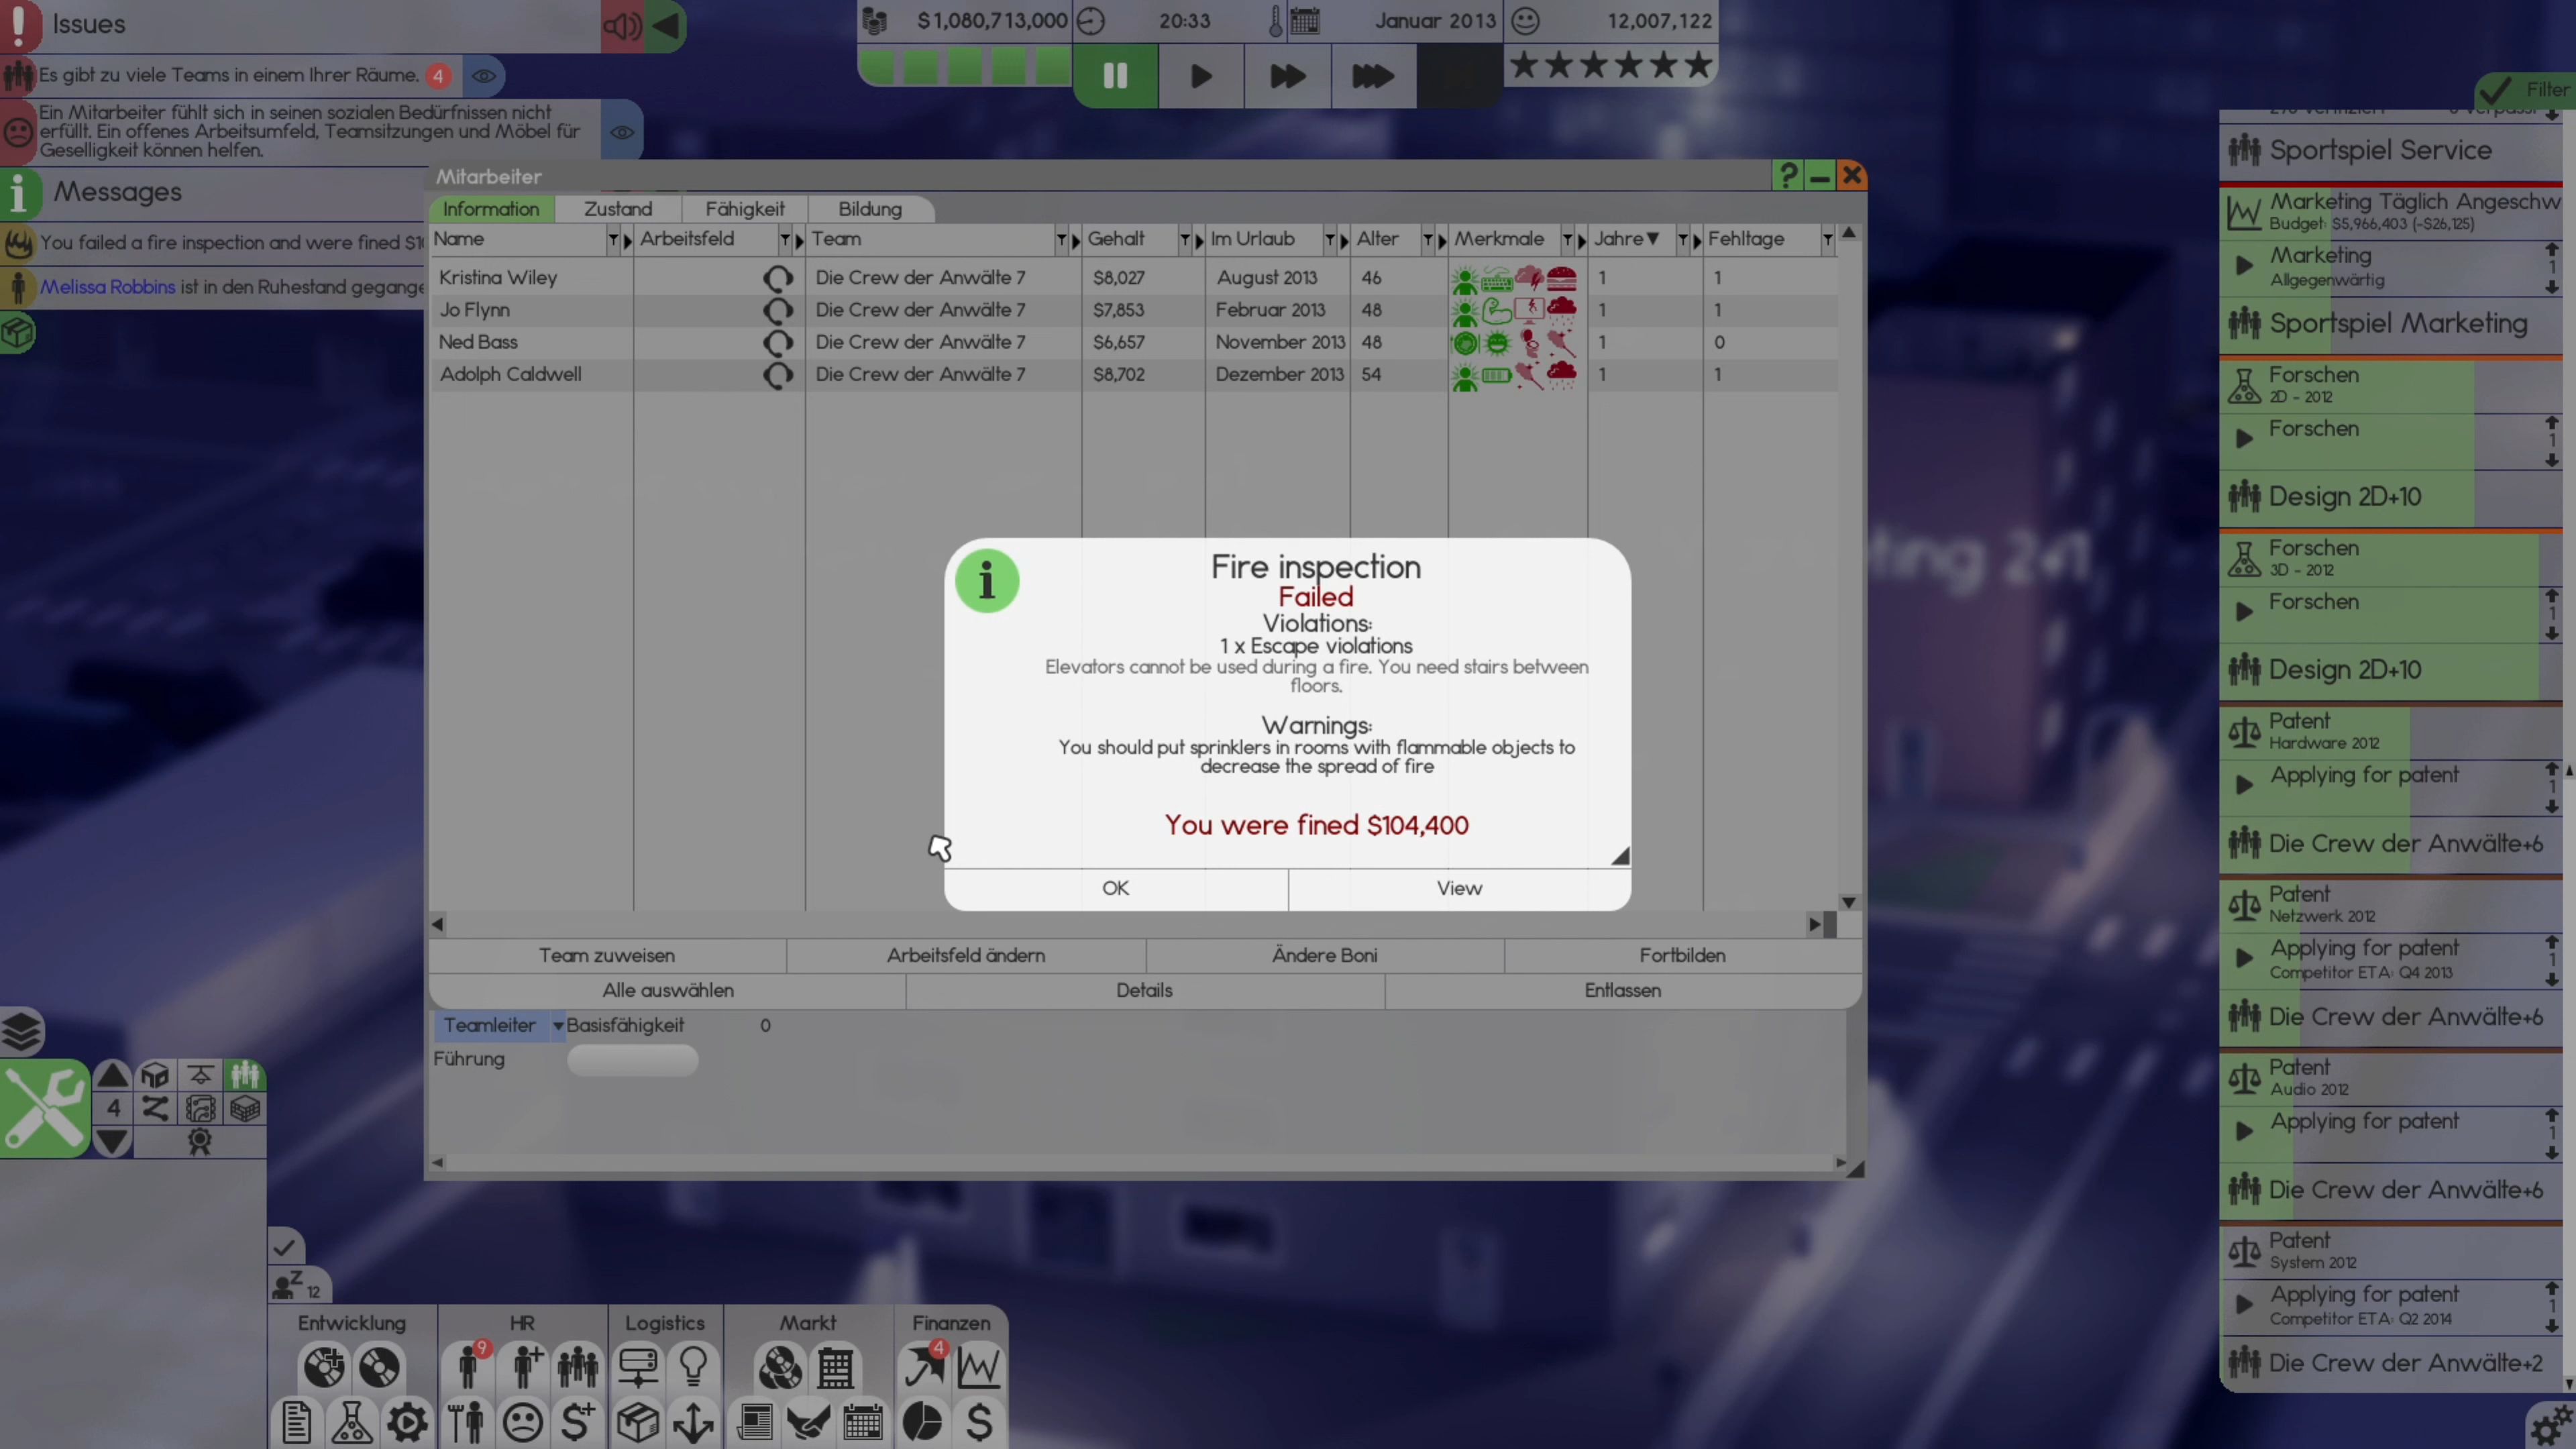 Issues
Es gibt zu viele Teams in einem Ihrer Räume. 4
Ein Mitarbeiter fühlt sich in seinen sozialen Bedürfnissen nicht
erfüllt. Ein offenes Arbeitsumfeld, Teamsitzungen und Möbel für
Geselligkeit können helfen.
Messages
You failed a fire inspection and were fined
Melissa Robbins ist in den Ruhestand
$1,080,713,000
20:33
Januar 2013
12,007,122
Filter
Mitarbeiter
Information Zustand Fähigkeit Bildung
Name Arbeitsfeld Team Gehalt Im Urlaub Alter Merkmale Jahre Fehltage
Kristina Wiley Die Crew der Anwälte 7 $8,027 August 2013 46 1 1
Jo Flynn Die Crew der Anwälte 7 $7,853 Februar 2013 48 1 1
Ned Bass Die Crew der Anwälte 7 $6,657 November 2013 48 1 0
Adolph Caldwell Die Crew der Anwälte 7 $8,702 Dezember 2013 54 1 1
Fire inspection
Failed
Violations:
1 x Escape violations
Elevators cannot be used during a fire. You need stairs between
floors.
Warnings:
You should put sprinklers in rooms with flammable objects to
decrease the spread of fire
You were fined $104,400
OK View
Team zuweisen Arbeitsfeld ändern Ändere Boni Fortbilden
Alle auswählen Details Entlassen
Teamleiter Basisfähigkeit 0
Führung
4
12
Entwicklung HR Logistics Markt Finanzen
9
4
Sportspiel Service
Marketing Täglich Angeschw
Budget: $5,966,403 (-$26,125)
Marketing
Allgegenwärtig
1
Sportspiel Marketing
Forschen
2D - 2012
Forschen
1
Design 2D+10
Forschen
3D - 2012
Forschen
1
Design 2D+10
Patent
Hardware 2012
Applying for patent
1
Die Crew der Anwälte+6
Patent
Netzwerk 2012
Applying for patent
Competitor ETA: Q4 2013
1
Die Crew der Anwälte+6
Patent
Audio 2012
Applying for patent
1
Die Crew der Anwälte+6
Patent
System 2012
Applying for patent
Competitor ETA: Q2 2014
1
Die Crew der Anwälte+2